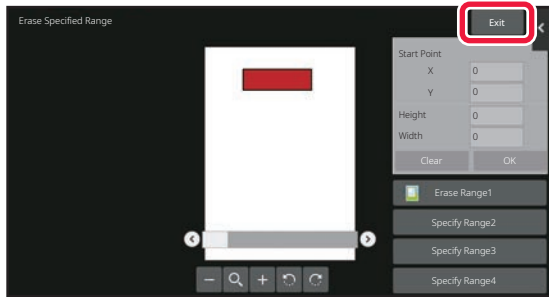 Erase Specified Range
Exit
Start Point
X 0
Y 0
Height 0
Width 0
Clear OK
Erase Range1
Specify Range2
Specify Range3
Specify Range4